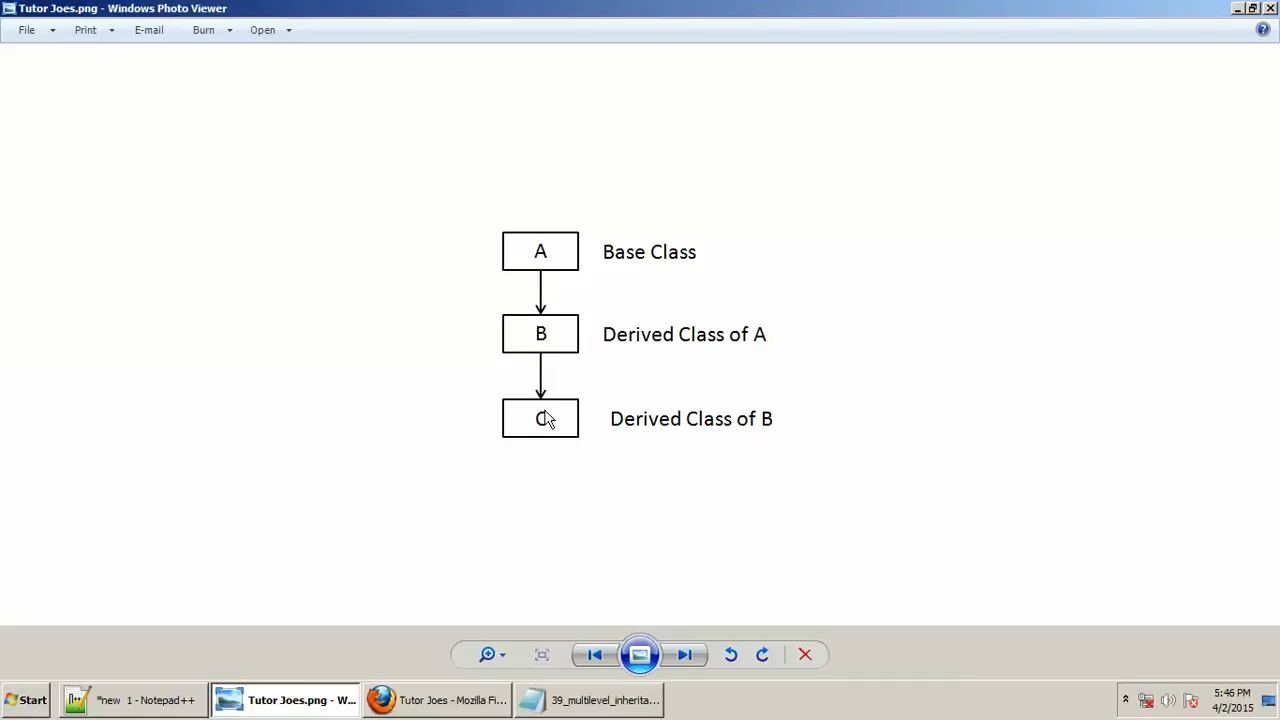 Tutor Joes.png - Windows Photo Viewer
File Print E-mail Burn Open
A Base Class
B Derived Class of A
C Derived Class of B
Start *new 1 - Notepad++ Tutor Joes.png - W... Tutor Joes - Mozilla Fi... 39_multilevel_inherita... 5:46 PM
4/2/2015